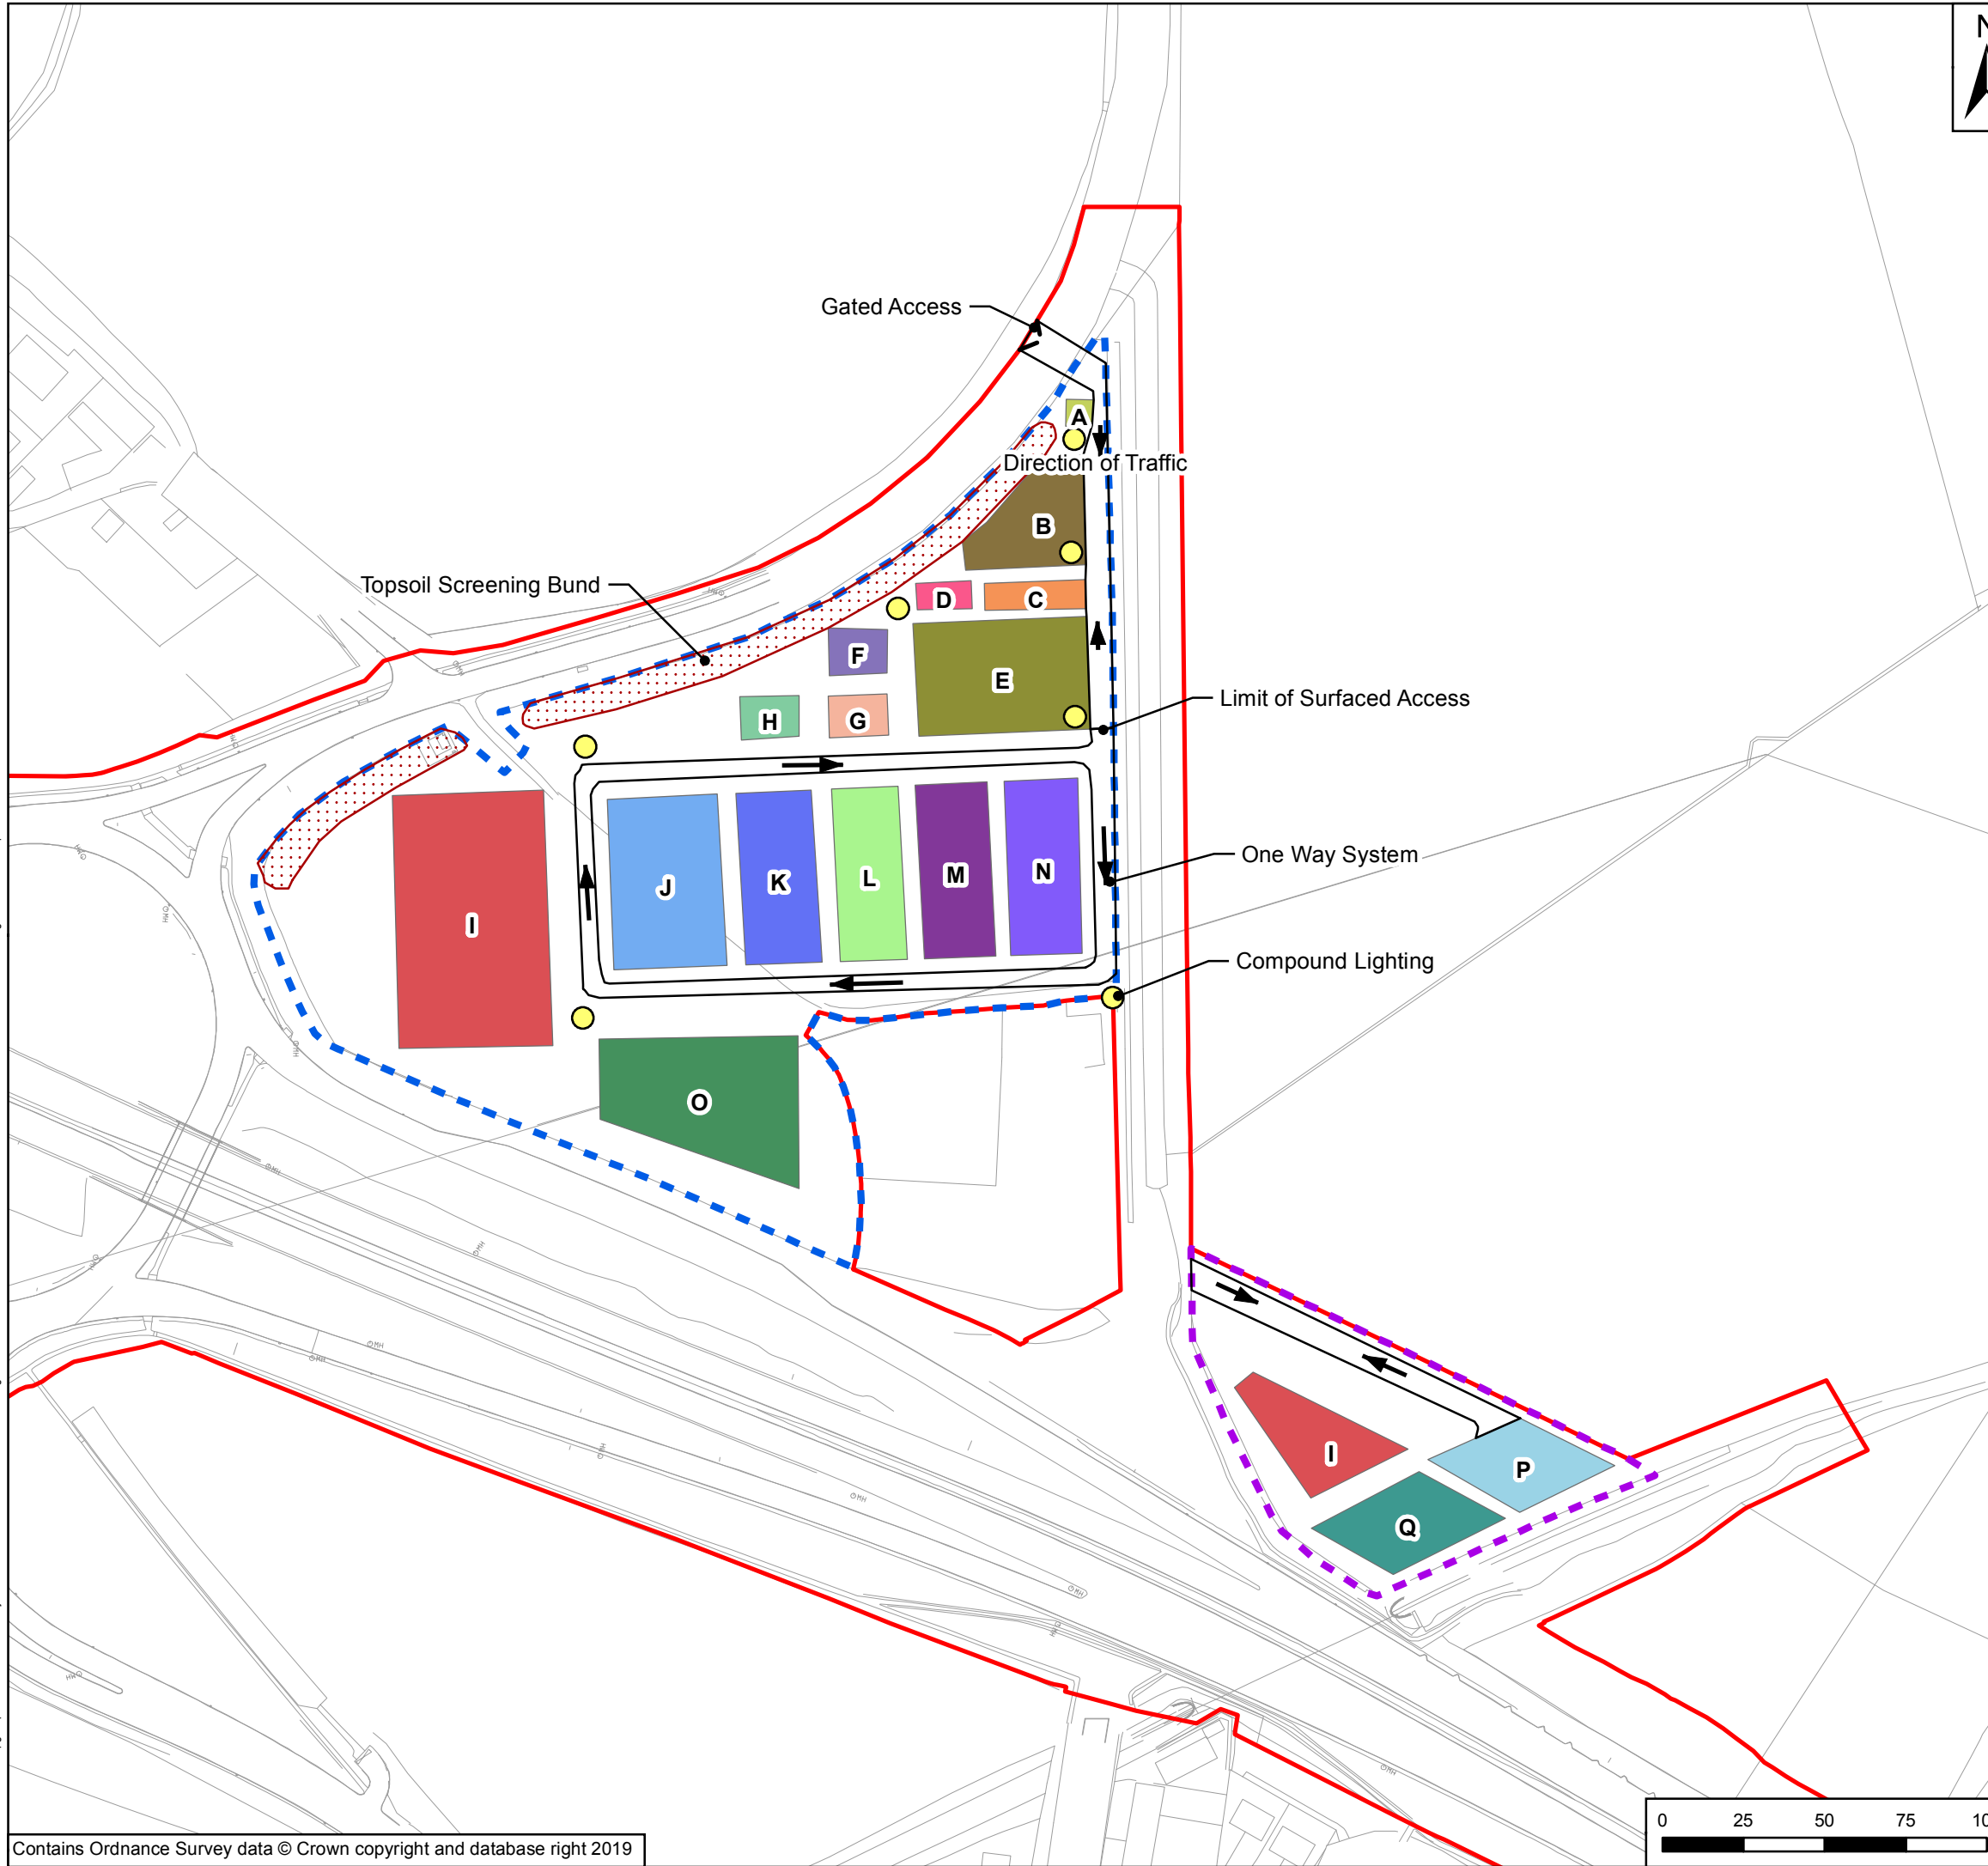 N
Gated Access
A
Direction of Traffic
B
Topsoil Screening Bund
D
C
F
E
H
G
Limit of Surfaced Access
One Way System
J
K
L
M
N
I
Compound Lighting
O
I
P
Q
0 25 50 75 10
Contains Ordnance Survey data © Crown copyright and database right 2019